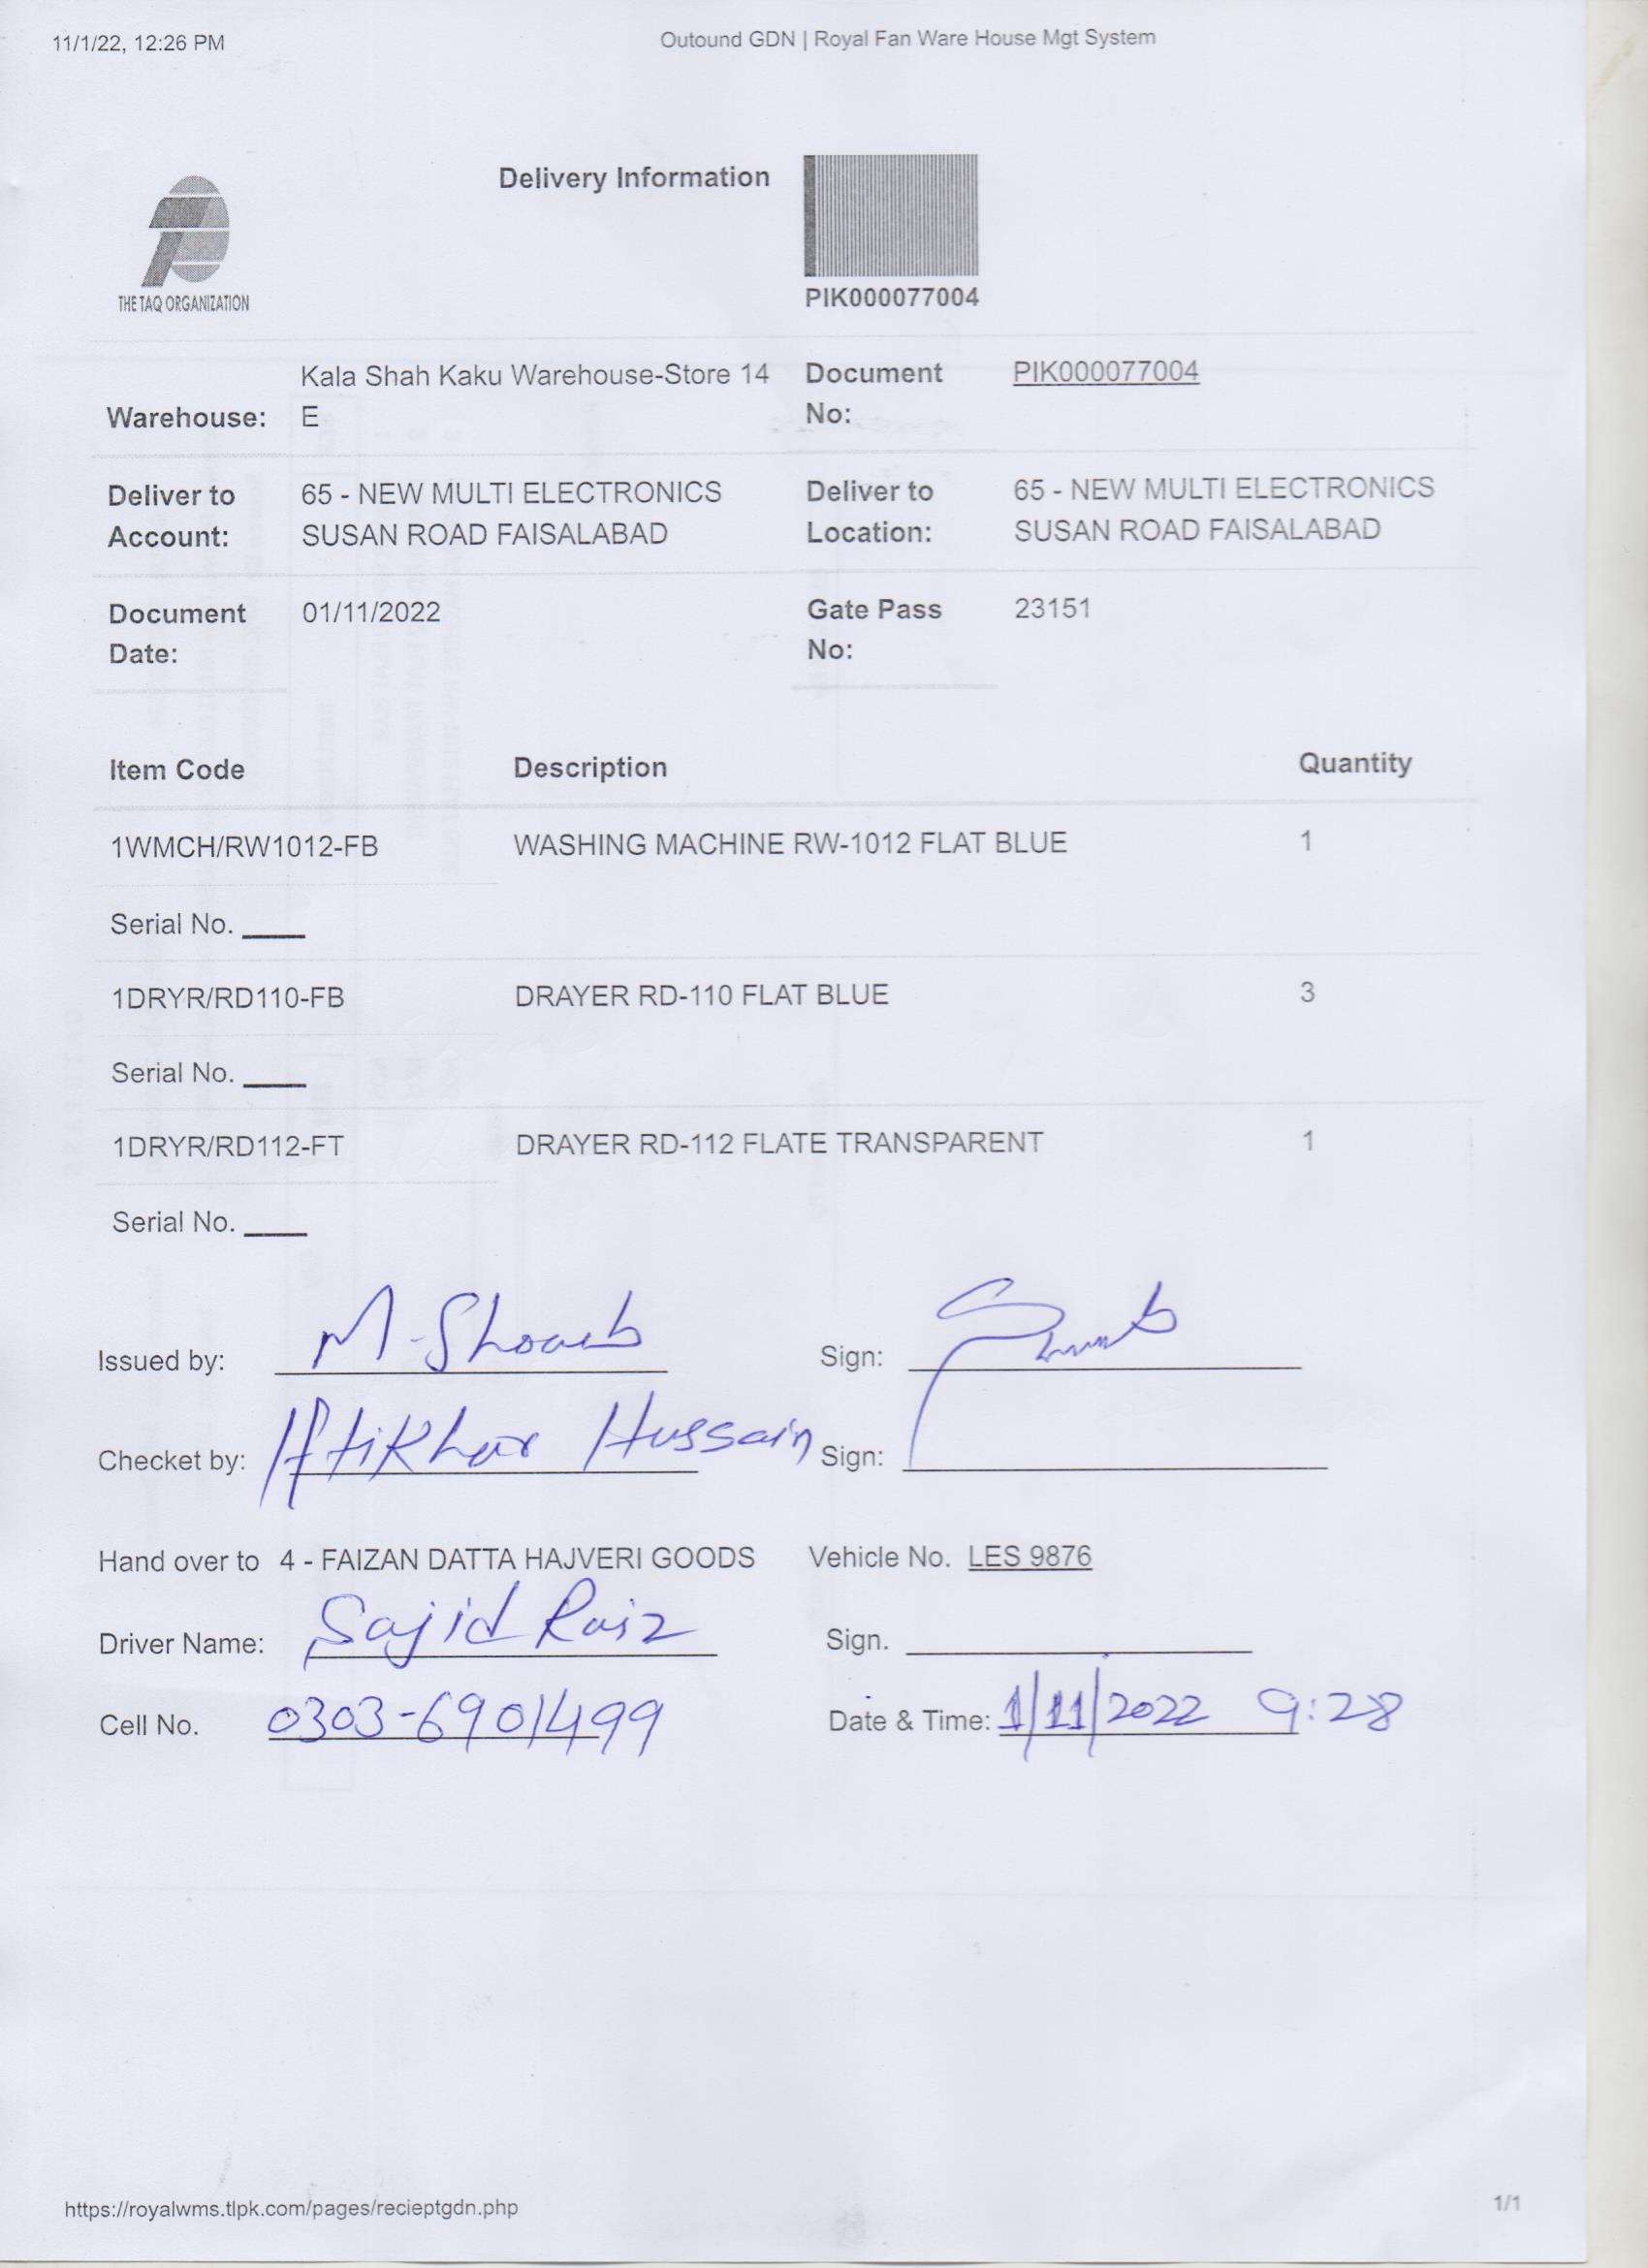 11/1/22, 12:26 PM
Outound GDN | Royal Fan Ware House Mgt System
Delivery Information
THE TAQ ORGANIZATION
PIK000077004
Warehouse: Kala Shah Kaku Warehouse-Store 14 E
Document No: PIK000077004
Deliver to Account: 65 - NEW MULTI ELECTRONICS SUSAN ROAD FAISALABAD
Deliver to Location: 65 - NEW MULTI ELECTRONICS SUSAN ROAD FAISALABAD
Document Date: 01/11/2022
Gate Pass No: 23151
Item Code Description Quantity
1WMCH/RW1012-FB WASHING MACHINE RW-1012 FLAT BLUE 1
Serial No. ____
1DRYR/RD110-FB DRAYER RD-110 FLAT BLUE 3
Serial No. ____
1DRYR/RD112-FT DRAYER RD-112 FLATE TRANSPARENT 1
Serial No. ____
Issued by: M-Shoaib Sign:
Checket by: Iftikhar Hussain Sign:
Hand over to 4 - FAIZAN DATTA HAJVERI GOODS Vehicle No. LES 9876
Driver Name: Sajid Raiz Sign.
Cell No. 0303-6901499 Date & Time: 1/11/2022 9:28
https://royalwms.tlpk.com/pages/recieptgdn.php
1/1